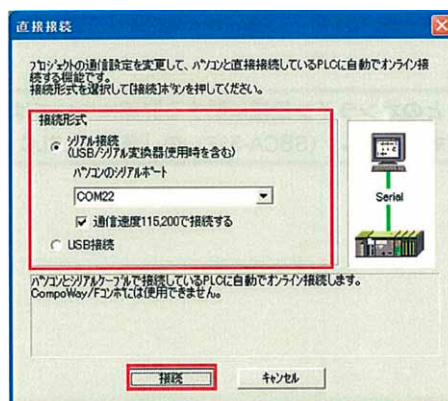 直接接続
プロジェクトの通信設定を変更して、パソコンと直接接続しているPLCに自動でオンライン接
続する機能です。
接続形式を選択して[接続]ボタンを押してください。
接続形式
シリアル接続
(USB/シリアル変換器使用時を含む)
パソコンのシリアルポート
COM22
通信速度115,200で接続する
USB接続
Serial
パソコンとシリアルケーブルで接続しているPLCに自動でオンライン接続します。
CompoWay/Fコンポには使用できません。
接続
キャンセル